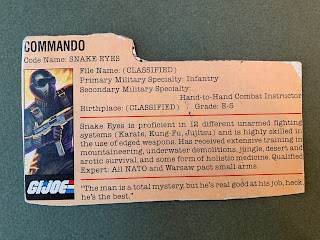 COMMANDO
Code Name: SNAKE EYES
File Name: (CLASSIFIED)
Primary Military Specialty: Infantry
Secondary Military Specialty:
Hand-to-Hand Combat Instructor
Birthplace: (CLASSIFIED) Grade: E-5
Snake Eyes is proficient in 12 different unarmed fighting
systems (Karate, Kung-Fu, Jujitsu) and is highly skilled in
the use of edged weapons. Has received extensive training in
mountaineering, underwater demolitions, jungle, desert and
arctic survival, and some form of holistic medicine. Qualified
Expert: All NATO and Warsaw pact small arms.
GI JOE
"The man is a total mystery, but he's real good at his job, heck,
he's the best."